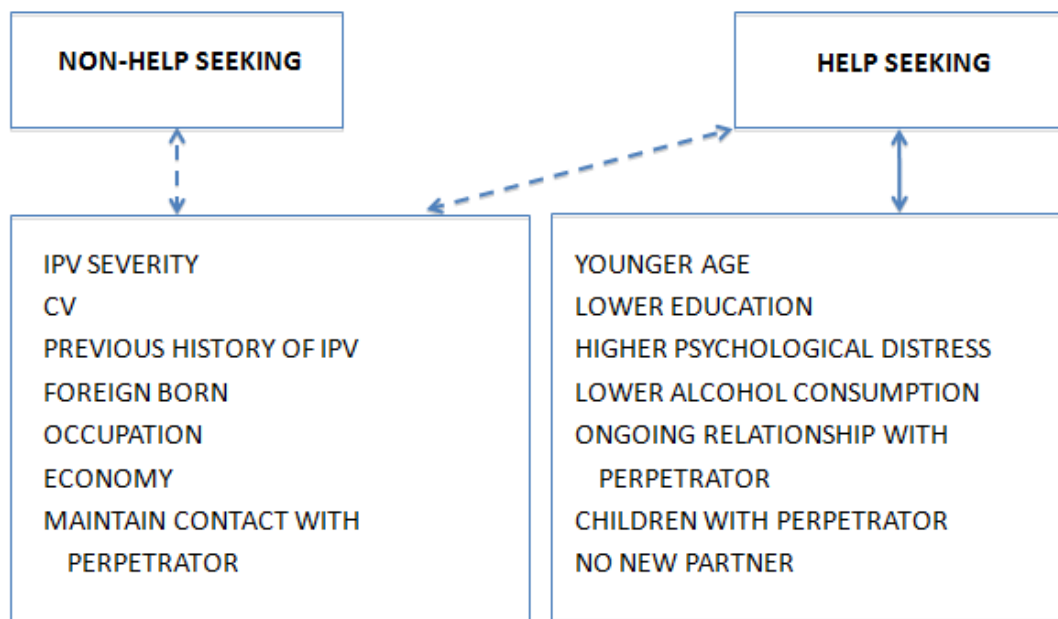 NON-HELP SEEKING
HELP SEEKING
IPV SEVERITY
CV
PREVIOUS HISTORY OF IPV
FOREIGN BORN
OCCUPATION
ECONOMY
MAINTAIN CONTACT WITH
PERPETRATOR
YOUNGER AGE
LOWER EDUCATION
HIGHER PSYCHOLOGICAL DISTRESS
LOWER ALCOHOL CONSUMPTION
ONGOING RELATIONSHIP WITH
PERPETRATOR
CHILDREN WITH PERPETRATOR
NO NEW PARTNER